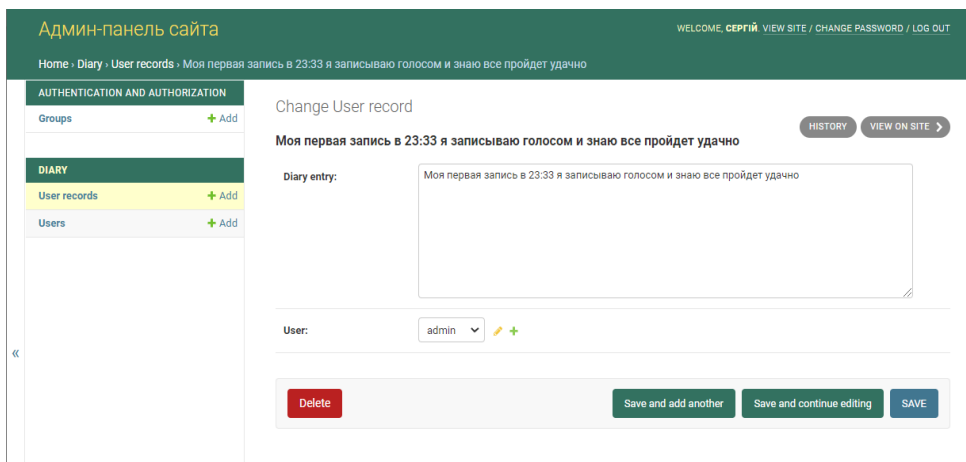 Админ-панель сайта
WELCOME, СЕРГІЙ. VIEW SITE / CHANGE PASSWORD / LOG OUT
Home › Diary › User records › Моя первая запись в 23:33 я записываю голосом и знаю все пройдет удачно
AUTHENTICATION AND AUTHORIZATION
Groups + Add
DIARY
User records + Add
Users + Add
«
Change User record
HISTORY VIEW ON SITE
Моя первая запись в 23:33 я записываю голосом и знаю все пройдет удачно
Diary entry: Моя первая запись в 23:33 я записываю голосом и знаю все пройдет удачно
User: admin
Delete Save and add another Save and continue editing SAVE